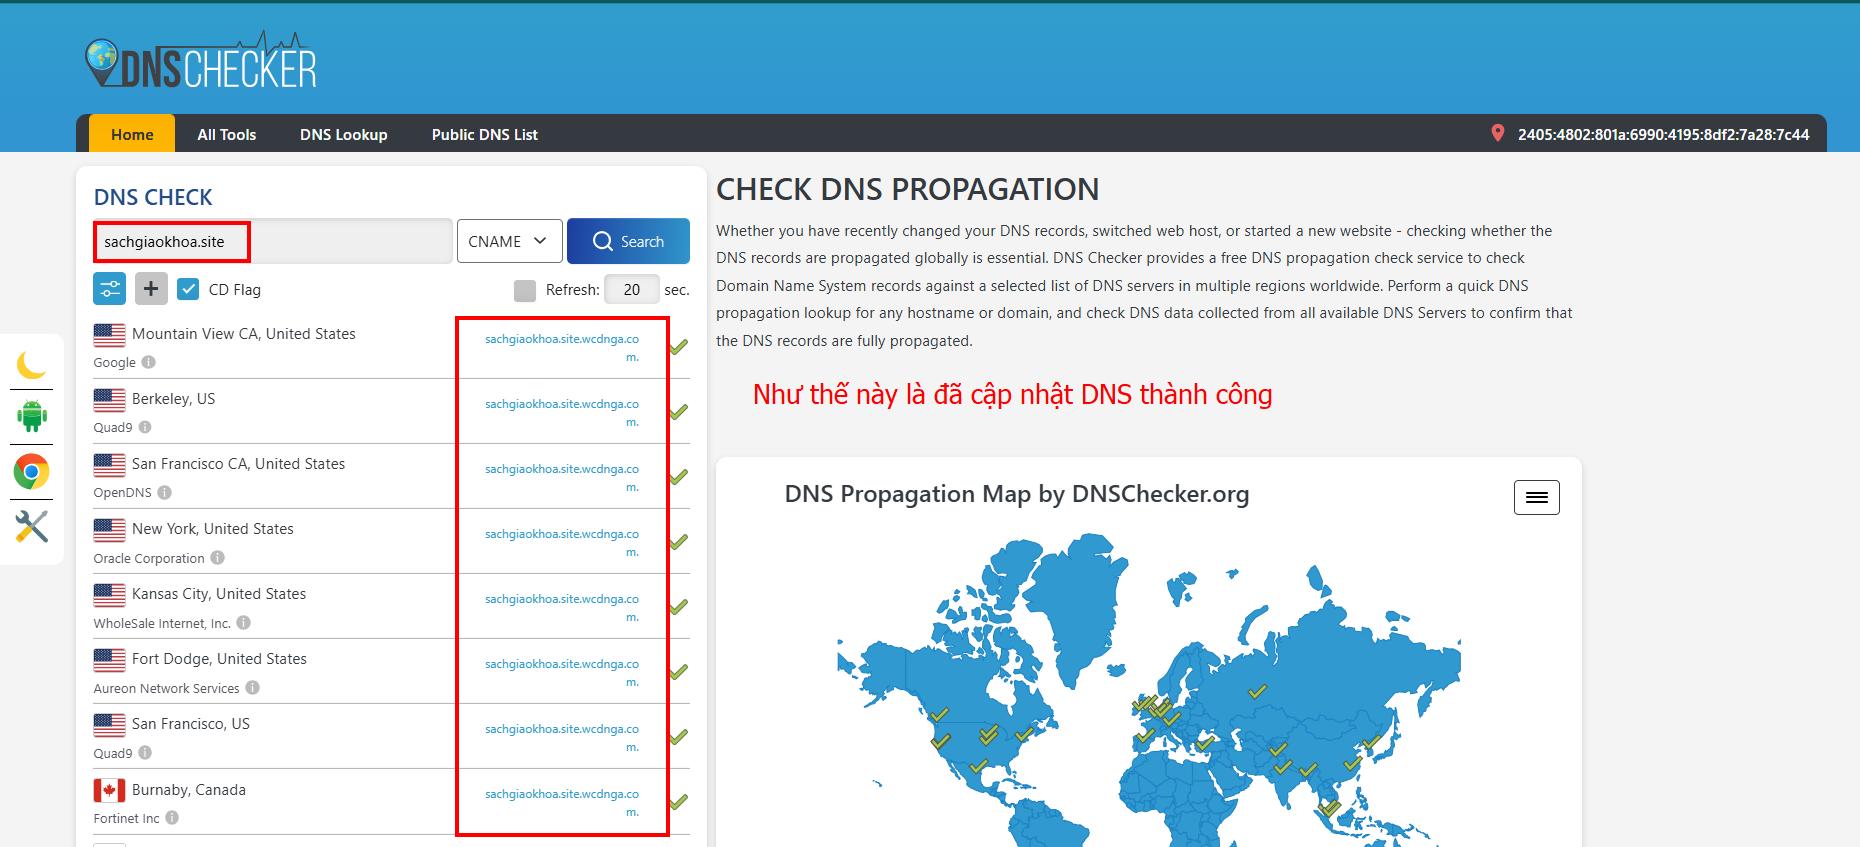 DNSCHECKER
Home All Tools DNS Lookup Public DNS List 2405:4802:801a:6990:4195:8df2:7a28:7c44
DNS CHECK
sachgiaokhoa.site CNAME Search
CD Flag Refresh: 20 sec.
Mountain View CA, United States
Google
sachgiaokhoa.site.wcdnga.co
m.
Berkeley, US
Quad9
sachgiaokhoa.site.wcdnga.co
m.
San Francisco CA, United States
OpenDNS
sachgiaokhoa.site.wcdnga.co
m.
New York, United States
Oracle Corporation
sachgiaokhoa.site.wcdnga.co
m.
Kansas City, United States
WholeSale Internet, Inc.
sachgiaokhoa.site.wcdnga.co
m.
Fort Dodge, United States
Aureon Network Services
sachgiaokhoa.site.wcdnga.co
m.
San Francisco, US
Quad9
sachgiaokhoa.site.wcdnga.co
m.
Burnaby, Canada
Fortinet Inc
sachgiaokhoa.site.wcdnga.co
m.
CHECK DNS PROPAGATION
Whether you have recently changed your DNS records, switched web host, or started a new website - checking whether the
DNS records are propagated globally is essential. DNS Checker provides a free DNS propagation check service to check
Domain Name System records against a selected list of DNS servers in multiple regions worldwide. Perform a quick DNS
propagation lookup for any hostname or domain, and check DNS data collected from all available DNS Servers to confirm that
the DNS records are fully propagated.
Như thế này là đã cập nhật DNS thành công
DNS Propagation Map by DNSChecker.org